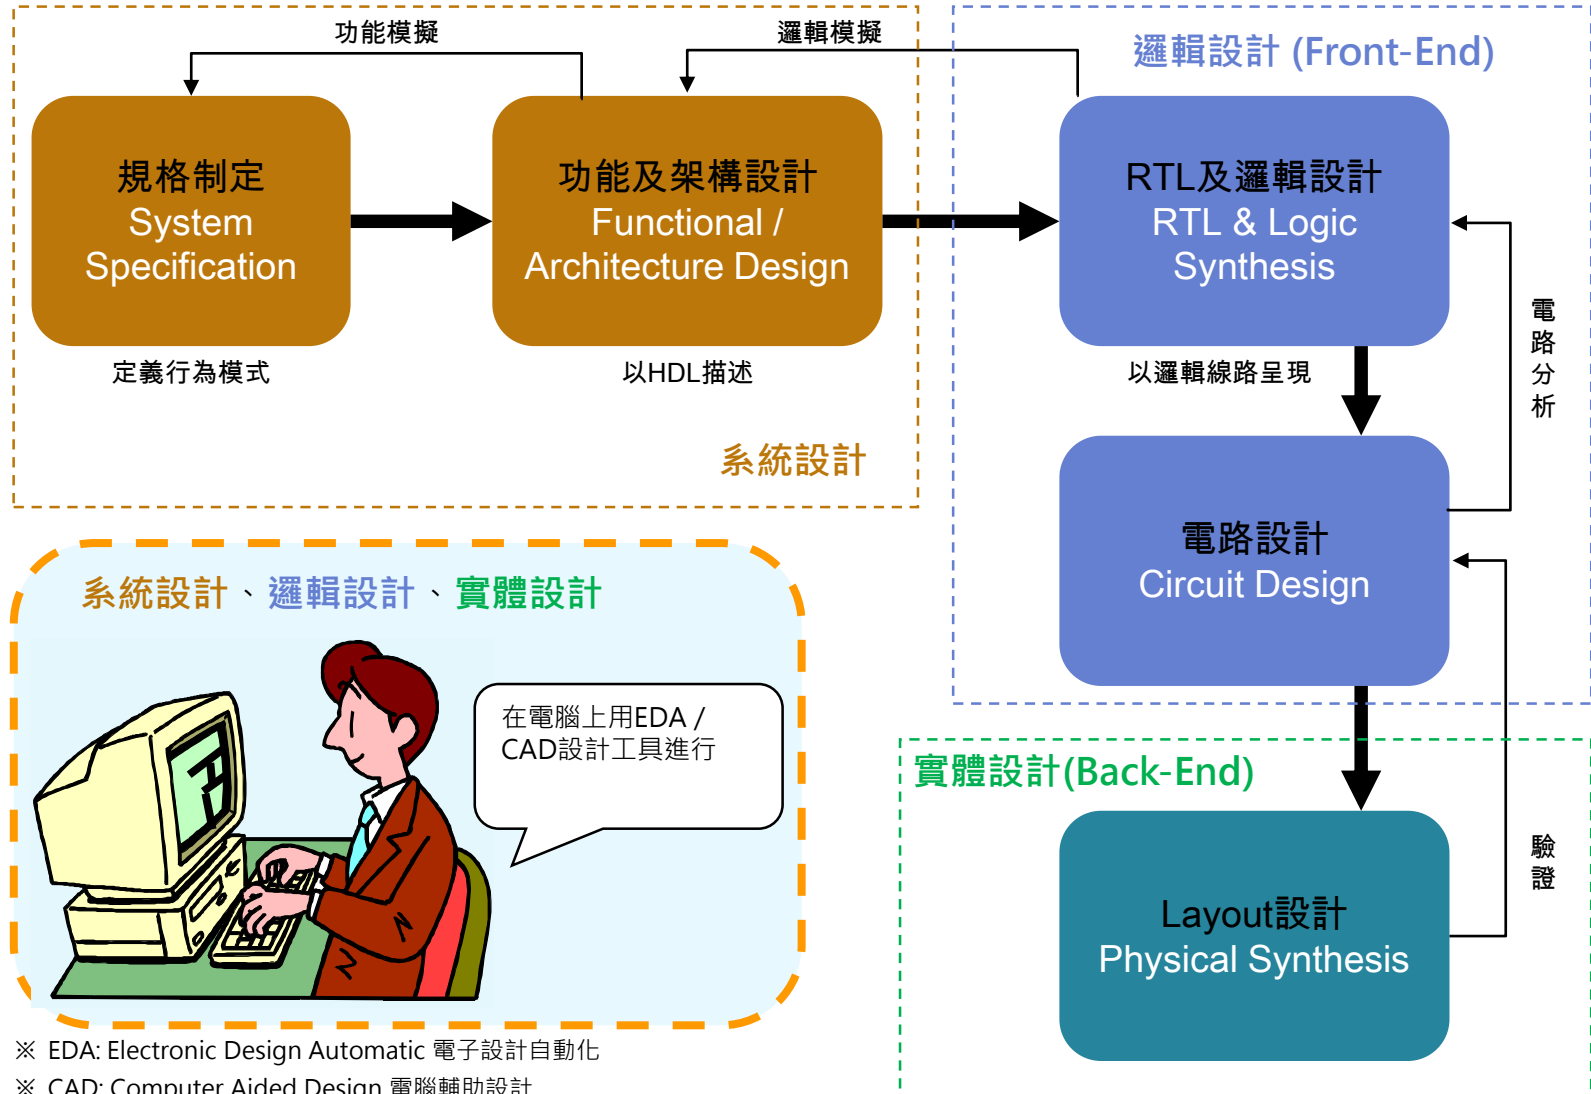 功能模擬
邏輯模擬
邏輯設計 (Front-End)
規格制定
System
Specification
功能及架構設計
Functional /
Architecture Design
RTL及邏輯設計
RTL & Logic
Synthesis
定義行為模式
以HDL描述
以邏輯線路呈現
電路分析
系統設計
電路設計
Circuit Design
系統設計、邏輯設計、實體設計
在電腦上用EDA /
CAD設計工具進行
實體設計(Back-End)
Layout設計
Physical Synthesis
驗證
※ EDA: Electronic Design Automatic 電子設計自動化
※ CAD: Computer Aided Design 電腦輔助設計